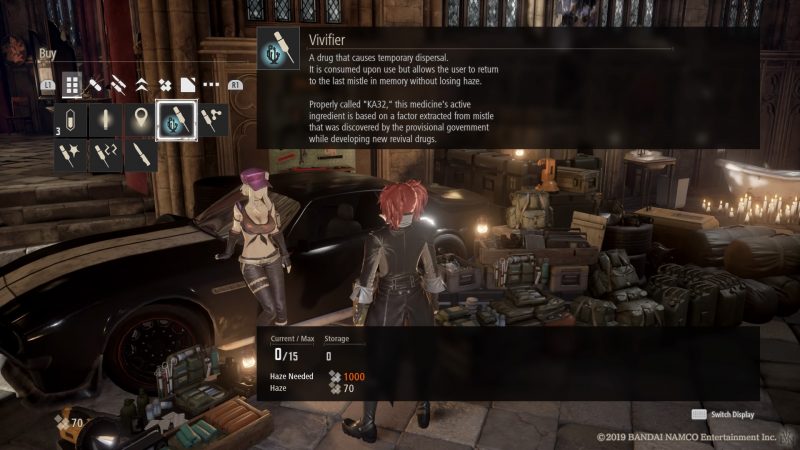 Buy
L1
R1
3
Vivifier
A drug that causes temporary dispersal.
It is consumed upon use but allows the user to return
to the last mistle in memory without losing haze.
Properly called "KA32," this medicine's active
ingredient is based on a factor extracted from mistle
that was discovered by the provisional government
while developing new revival drugs.
Current / Max Storage
0/15 0
Haze Needed 1000
Haze 70
70
Switch Display
©2019 BANDAI NAMCO Entertainment Inc.